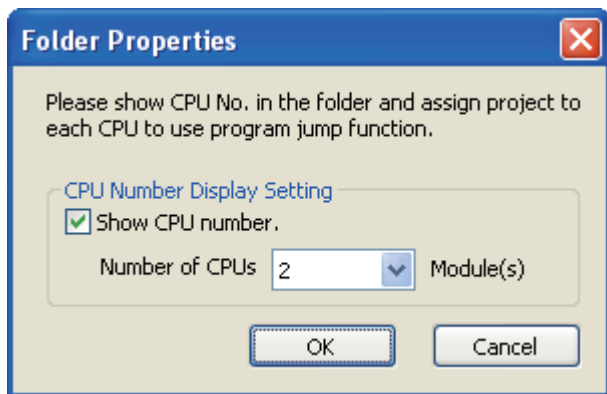 Folder Properties
Please show CPU No. in the folder and assign project to
each CPU to use program jump function.
CPU Number Display Setting
Show CPU number.
Number of CPUs 2 Module(s)
OK Cancel